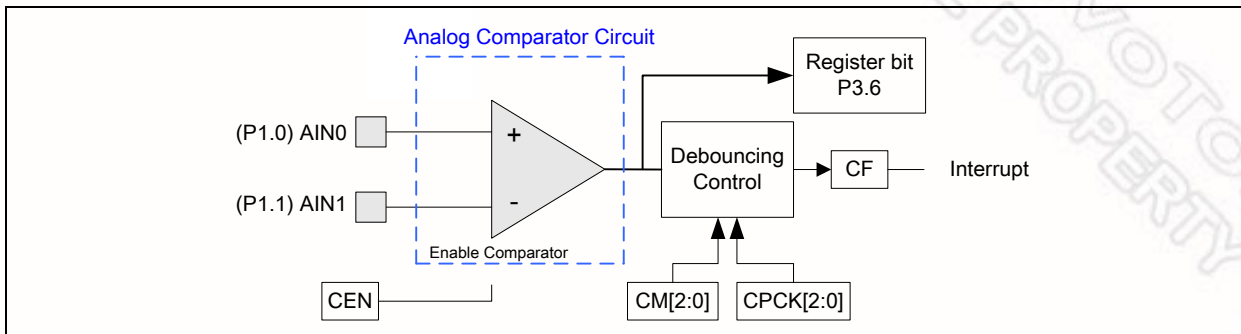 Analog Comparator Circuit
Register bit
P3.6
(P1.0) AIN0
+
Debouncing
Control
CF
Interrupt
(P1.1) AIN1
-
Enable Comparator
CEN
CM[2:0]
CPCK[2:0]
PROPERTY